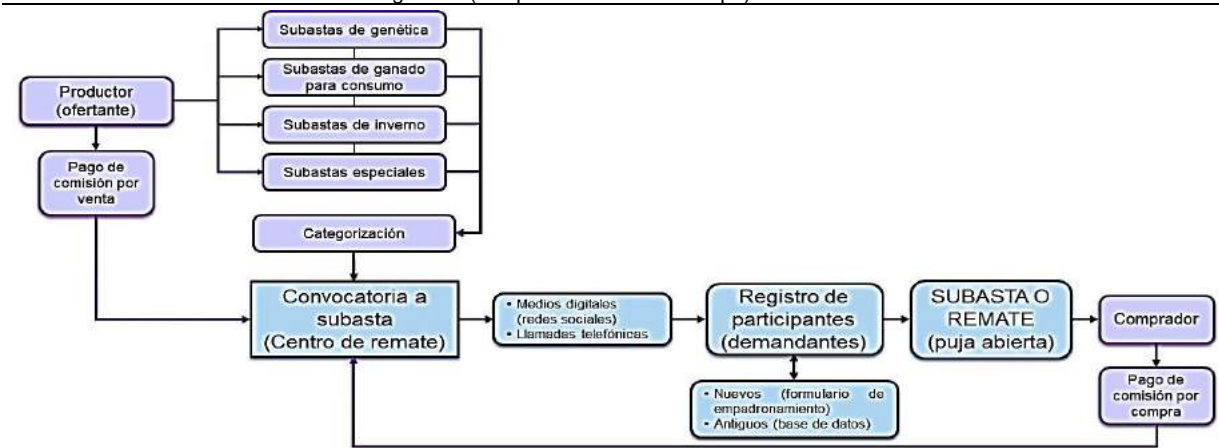 Subastas de genética
Subastas de ganado
para consumo
Productor
(ofertante)
Subastas de inverno
Pago de
comisión por
venta
Subastas especiales
Categorización
Convocatoria a
subasta
(Centro de remate)
• Medios digitales
(redes sociales)
• Llamadas telefónicas
Registro de
participantes
(demandantes)
SUBASTA O
REMATE
(puja abierta)
Comprador
• Nuevos (formulario de
empadronamiento)
• Antiguos (base de datos)
Pago de
comisión por
compra